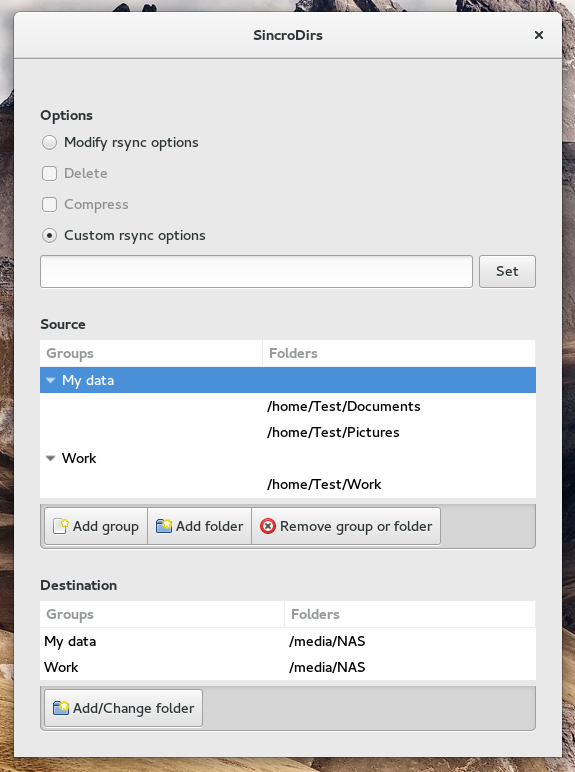 SincroDirs
Options
Modify rsync options
Delete
Compress
Custom rsync options
Set
Source
Groups Folders
My data
/home/Test/Documents
/home/Test/Pictures
Work
/home/Test/Work
Add group Add folder Remove group or folder
Destination
Groups Folders
My data /media/NAS
Work /media/NAS
Add/Change folder